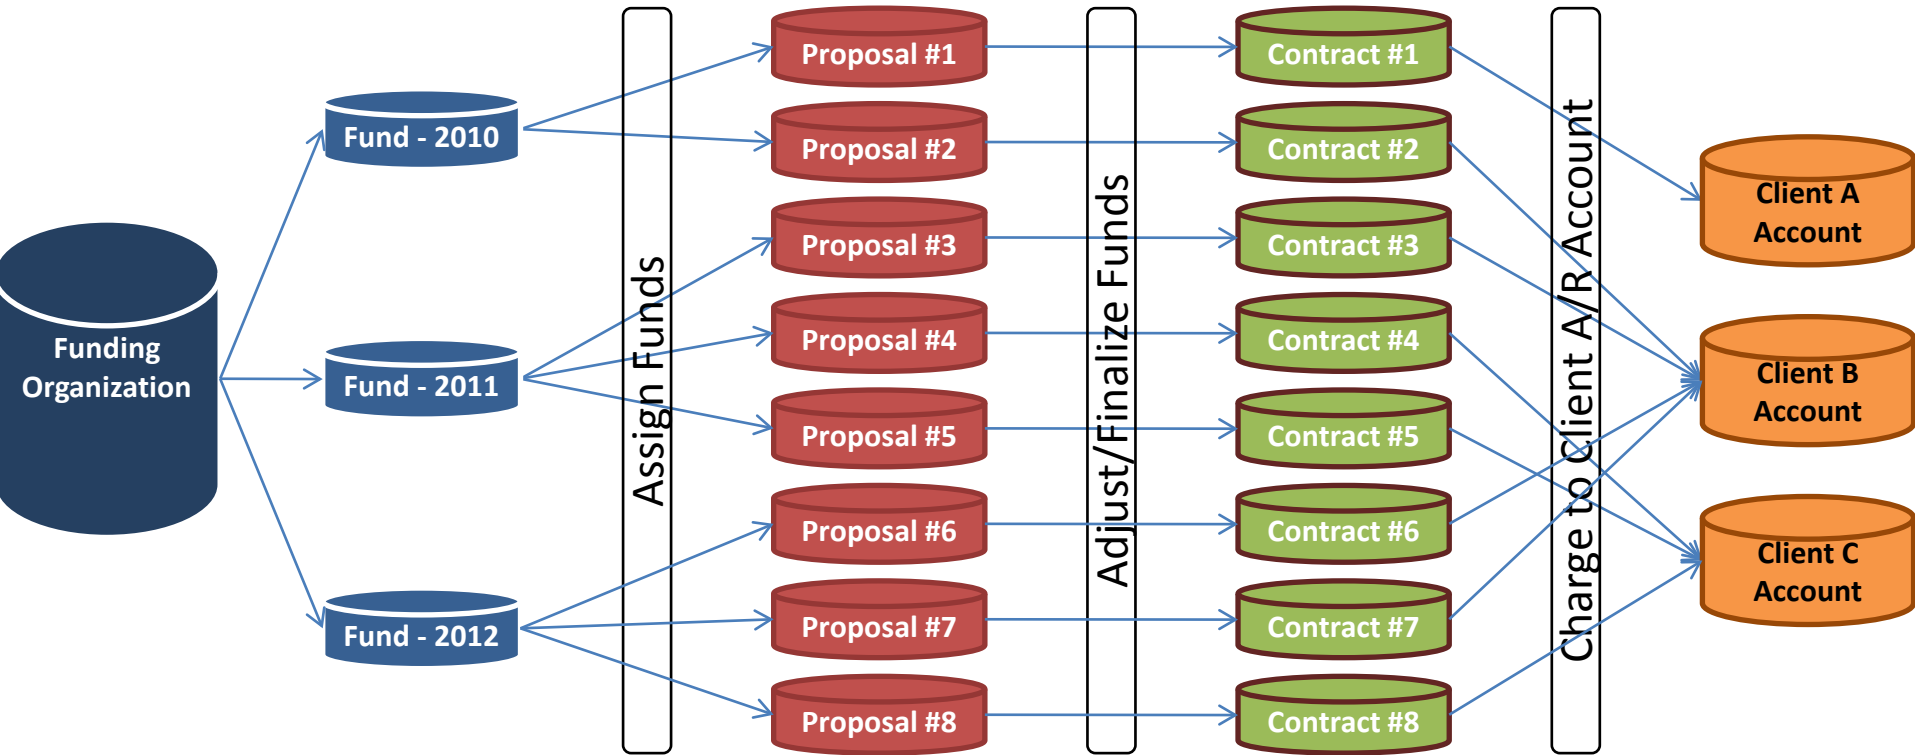 Funding
Organization
Fund - 2010
Fund - 2011
Fund - 2012
Assign Funds
Proposal #1
Proposal #2
Proposal #3
Proposal #4
Proposal #5
Proposal #6
Proposal #7
Proposal #8
Adjust/Finalize Funds
Contract #1
Contract #2
Contract #3
Contract #4
Contract #5
Contract #6
Contract #7
Contract #8
Charge to Client A/R Account
Client A
Account
Client B
Account
Client C
Account